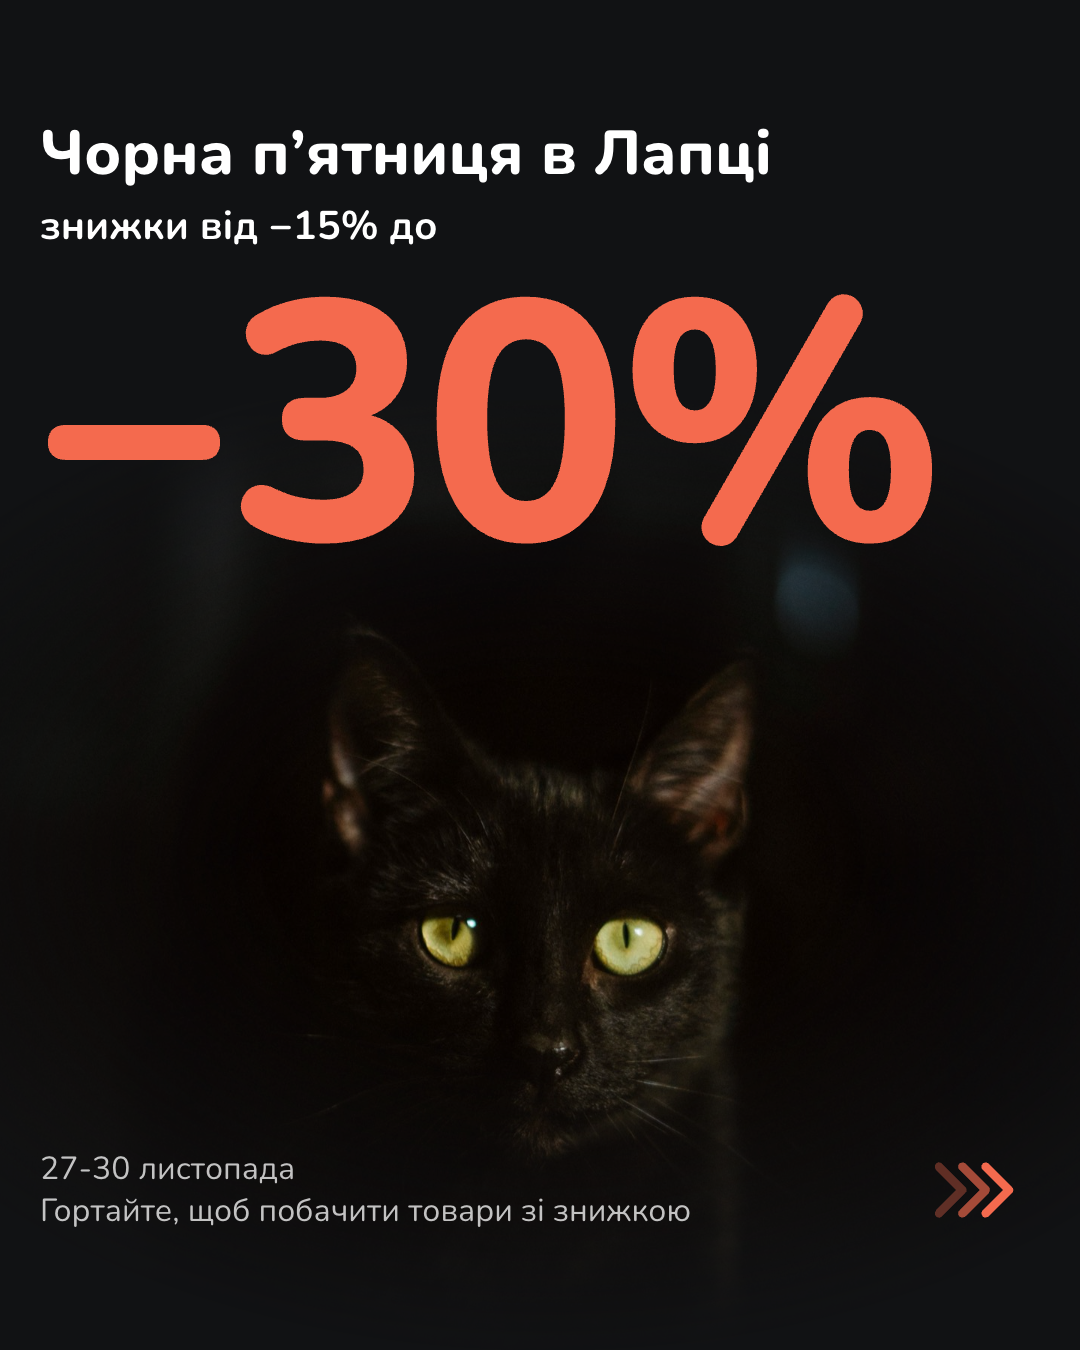 Чорна п’ятниця в Лапці
знижки від –15% до
–30%
27-30 листопада
Гортайте, щоб побачити товари зі знижкою